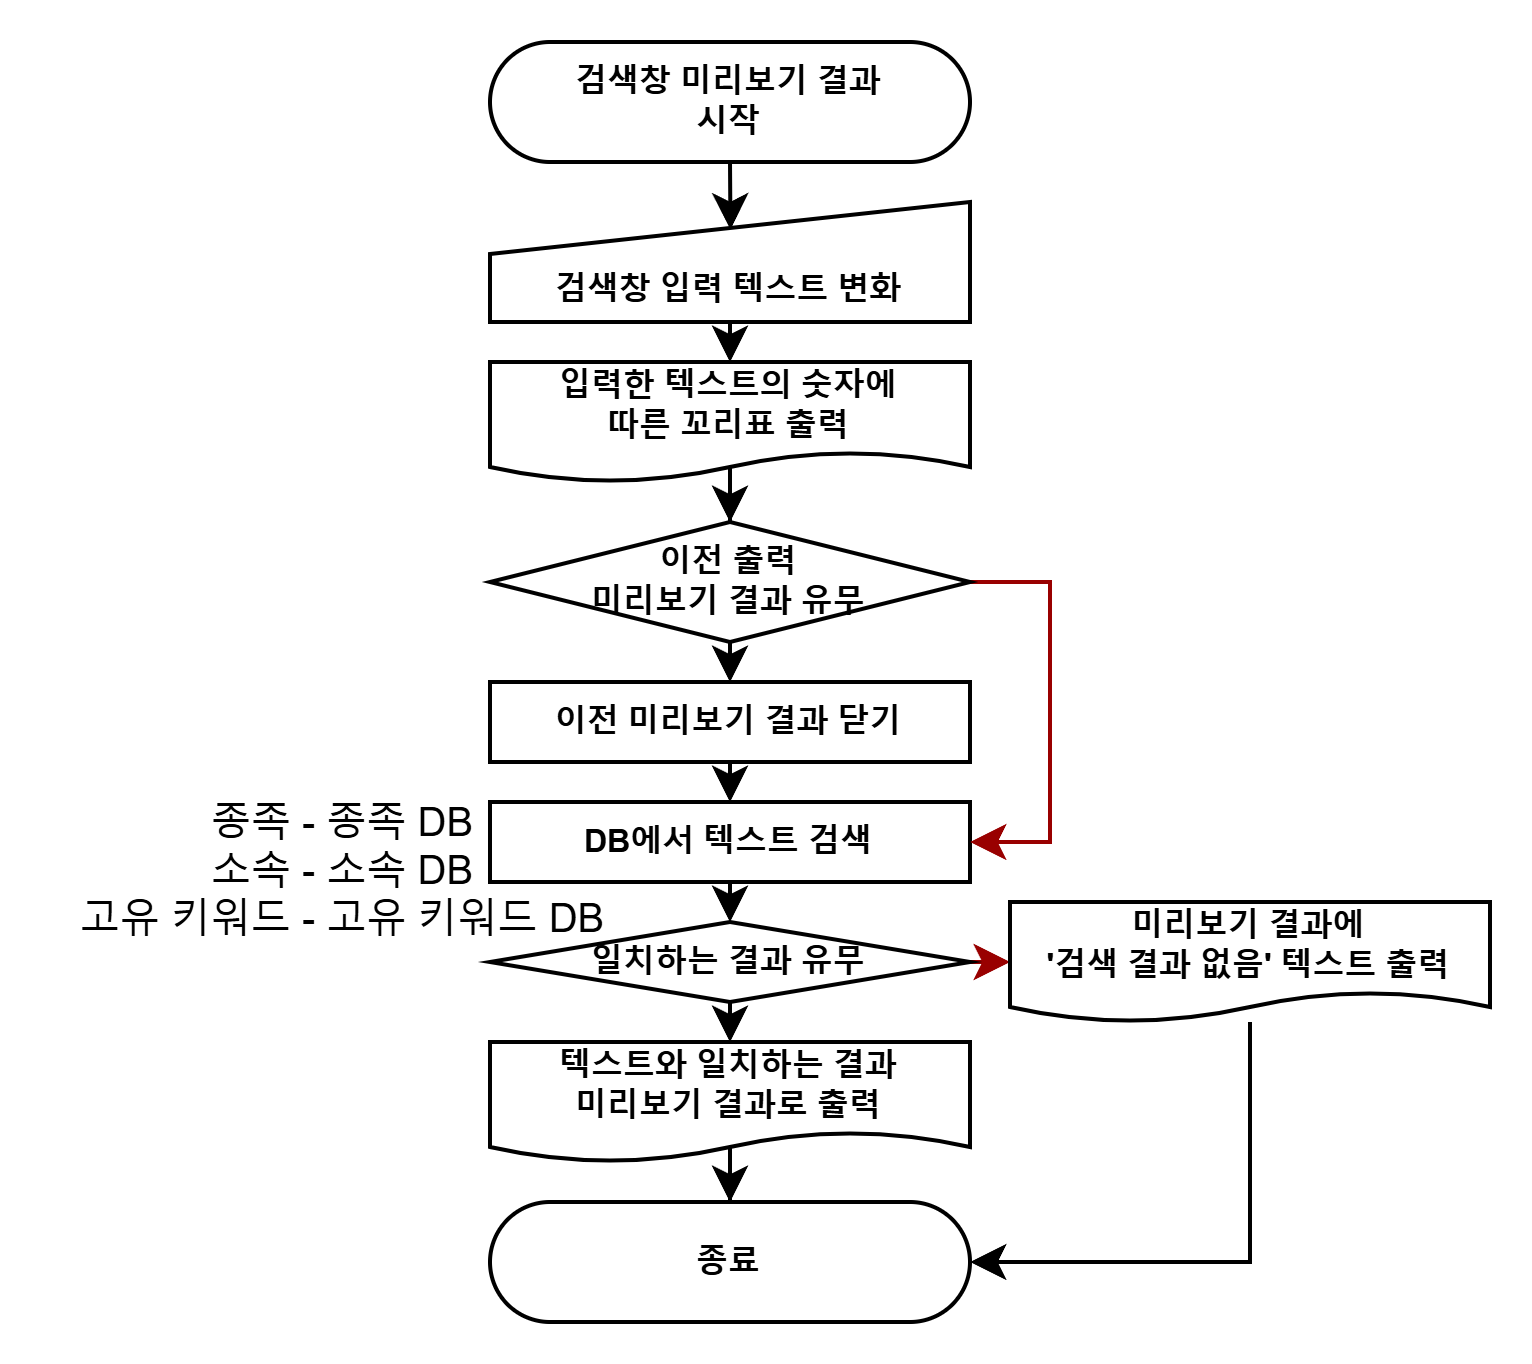 검색창 미리보기 결과
시작
검색창 입력 텍스트 변화
입력한 텍스트의 숫자에
따른 꼬리표 출력
이전 출력
미리보기 결과 유무
이전 미리보기 결과 닫기
종족 - 종족 DB
소속 - 소속 DB
고유 키워드 - 고유 키워드 DB
DB에서 텍스트 검색
일치하는 결과 유무
미리보기 결과에
'검색 결과 없음' 텍스트 출력
텍스트와 일치하는 결과
미리보기 결과로 출력
종료